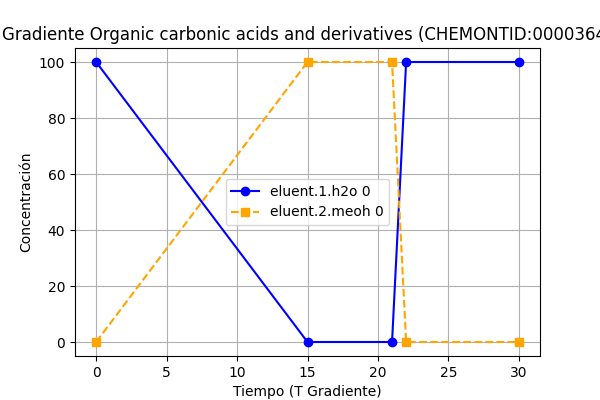 Gradiente Organic carbonic acids and derivatives (CHEMONTID:0000364
Concentración
100
80
60
40
20
0
eluent.1.h2o 0
eluent.2.meoh 0
0 5 10 15 20 25 30
Tiempo (T Gradiente)